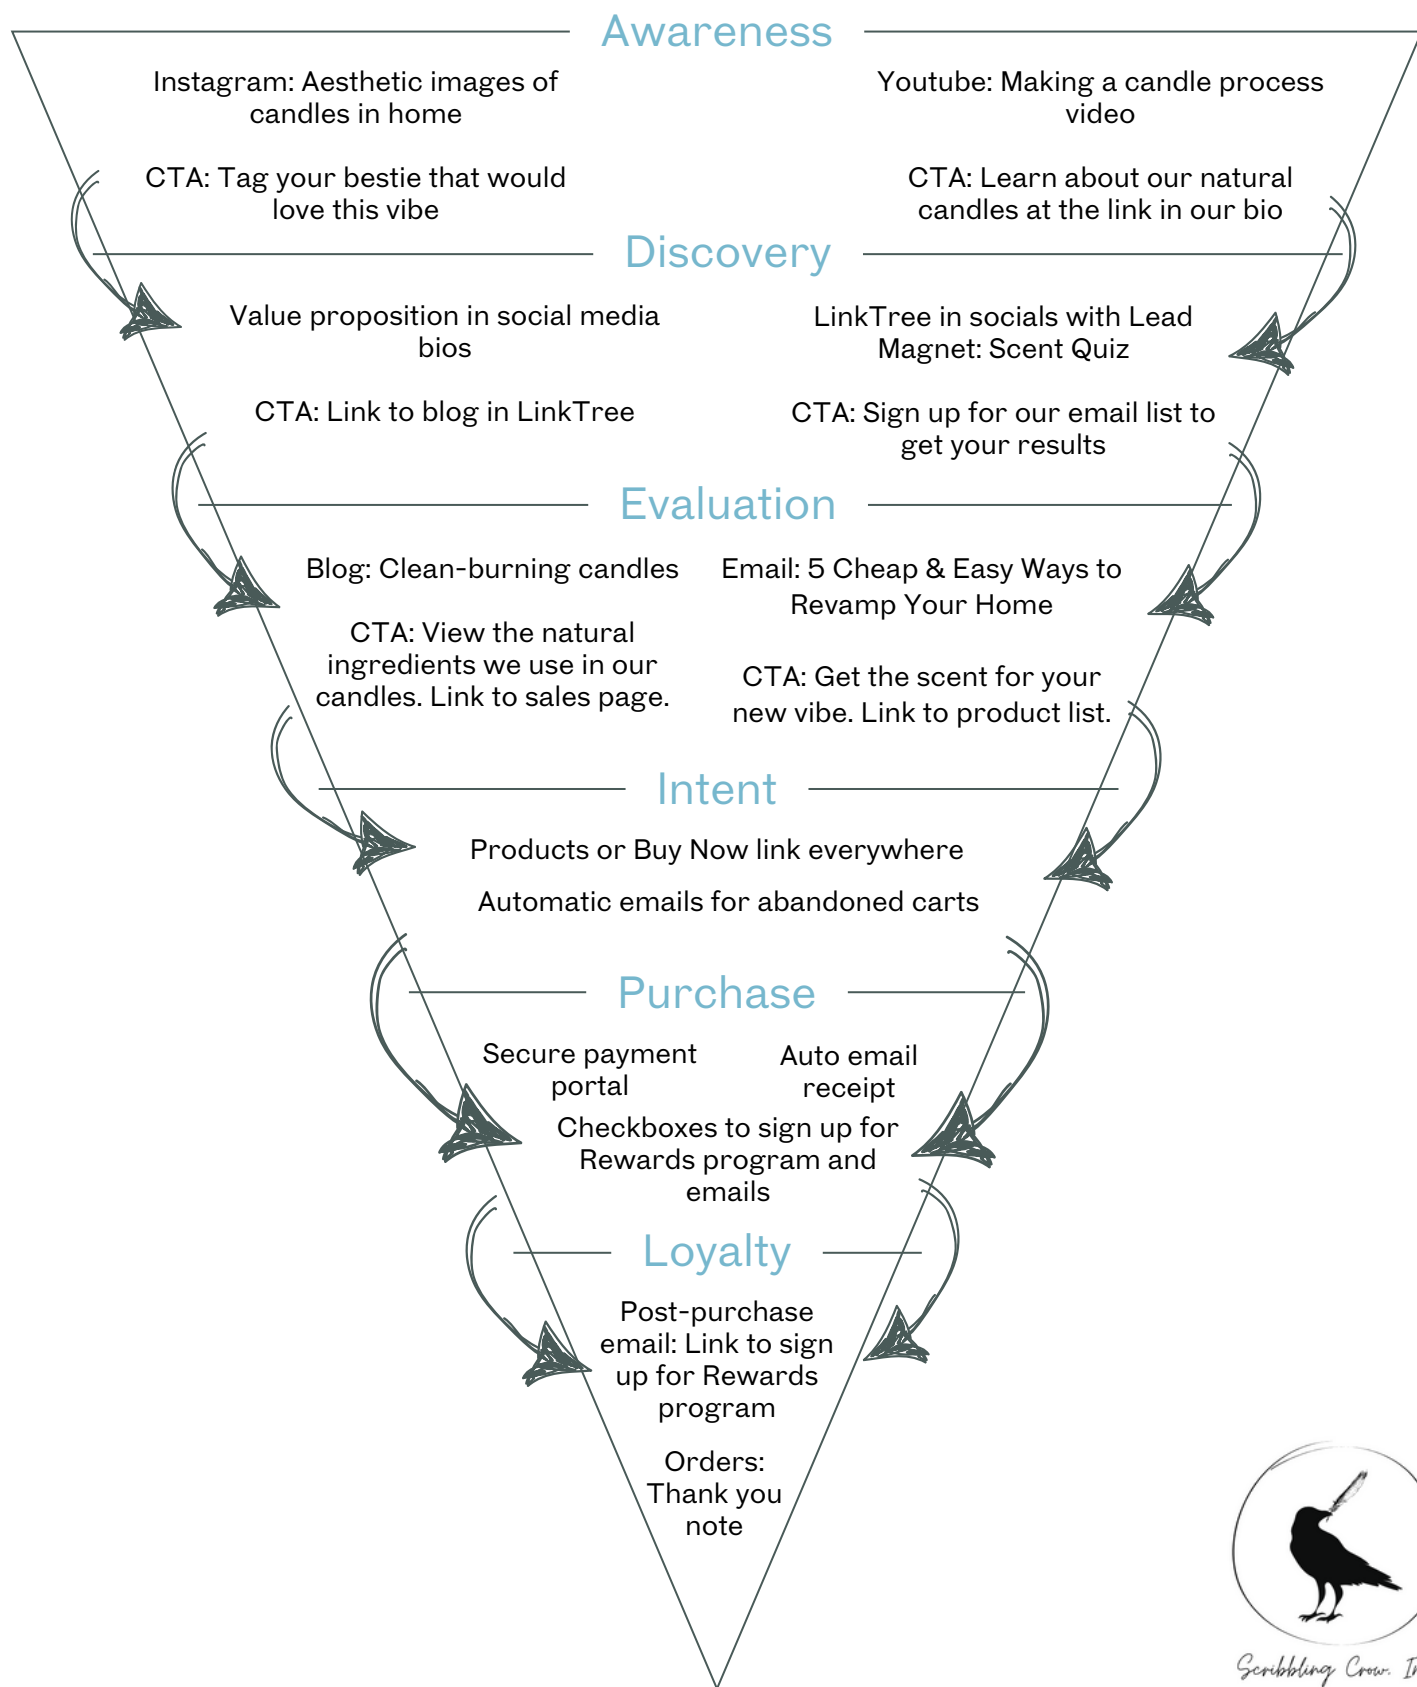 Awareness
Instagram: Aesthetic images of
candles in home
CTA: Tag your bestie that would
love this vibe
Youtube: Making a candle process
video
CTA: Learn about our natural
candles at the link in our bio
Discovery
Value proposition in social media
bios
CTA: Link to blog in LinkTree
LinkTree in socials with Lead
Magnet: Scent Quiz
CTA: Sign up for our email list to
get your results
Evaluation
Blog: Clean-burning candles
CTA: View the natural
ingredients we use in our
candles. Link to sales page.
Email: 5 Cheap & Easy Ways to
Revamp Your Home
CTA: Get the scent for your
new vibe. Link to product list.
Intent
Products or Buy Now link everywhere
Automatic emails for abandoned carts
Purchase
Secure payment
portal
Auto email
receipt
Checkboxes to sign up for
Rewards program and
emails
Loyalty
Post-purchase
email: Link to sign
up for Rewards
program
Orders:
Thank you
note
Scribbling Crow.